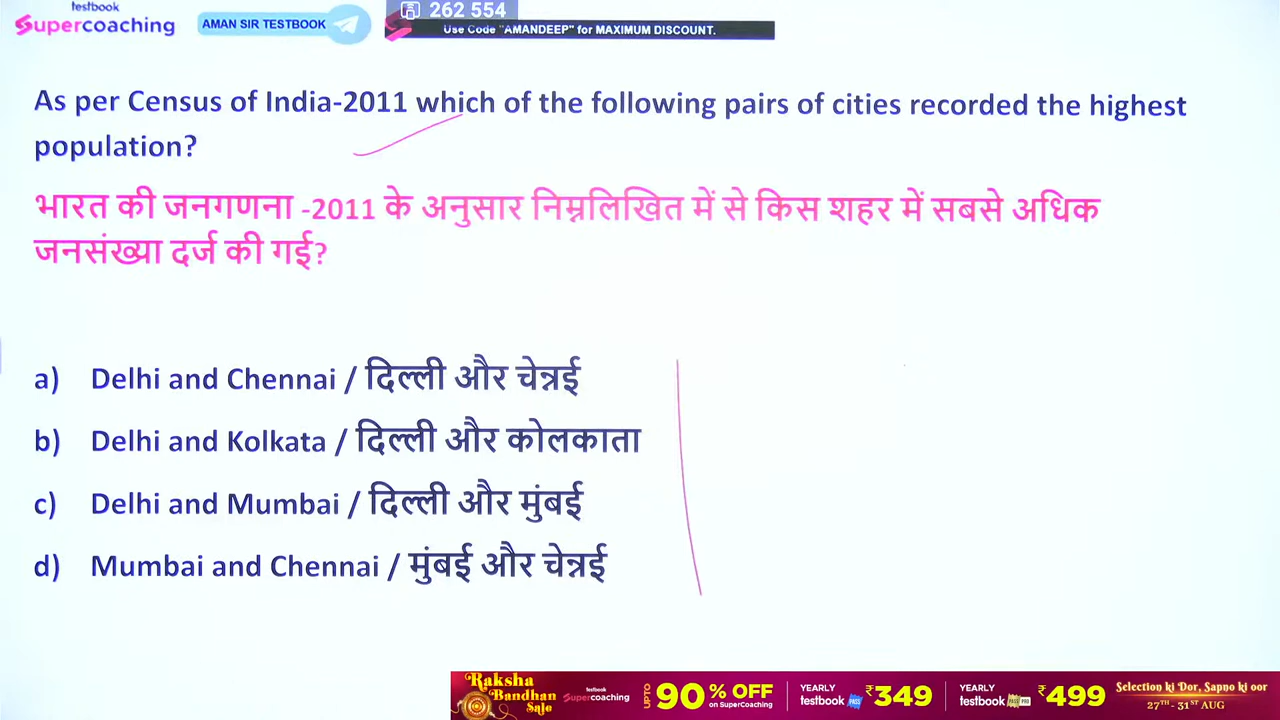 testbook
Supercoaching
AMAN SIR TESTBOOK
262 554
Use Code "AMANDEEP" for MAXIMUM DISCOUNT.
As per Census of India-2011 which of the following pairs of cities recorded the highest
population?
भारत की जनगणना -2011 के अनुसार निम्नलिखित में से किस शहर में सबसे अधिक
जनसंख्या दर्ज की गई?
a) Delhi and Chennai / दिल्ली और चेन्नई
b) Delhi and Kolkata / दिल्ली और कोलकाता
c) Delhi and Mumbai / दिल्ली और मुंबई
d) Mumbai and Chennai / मुंबई और चेन्नई
Raksha
Bandhan
Sale
testbook
Supercoaching
UPTO 90% OFF
on SuperCoaching
YEARLY
testbook PASS
₹349
YEARLY
testbook PASS PRO
₹499
Selection ki Dor, Sapno ki oor
27TH - 31ST AUG